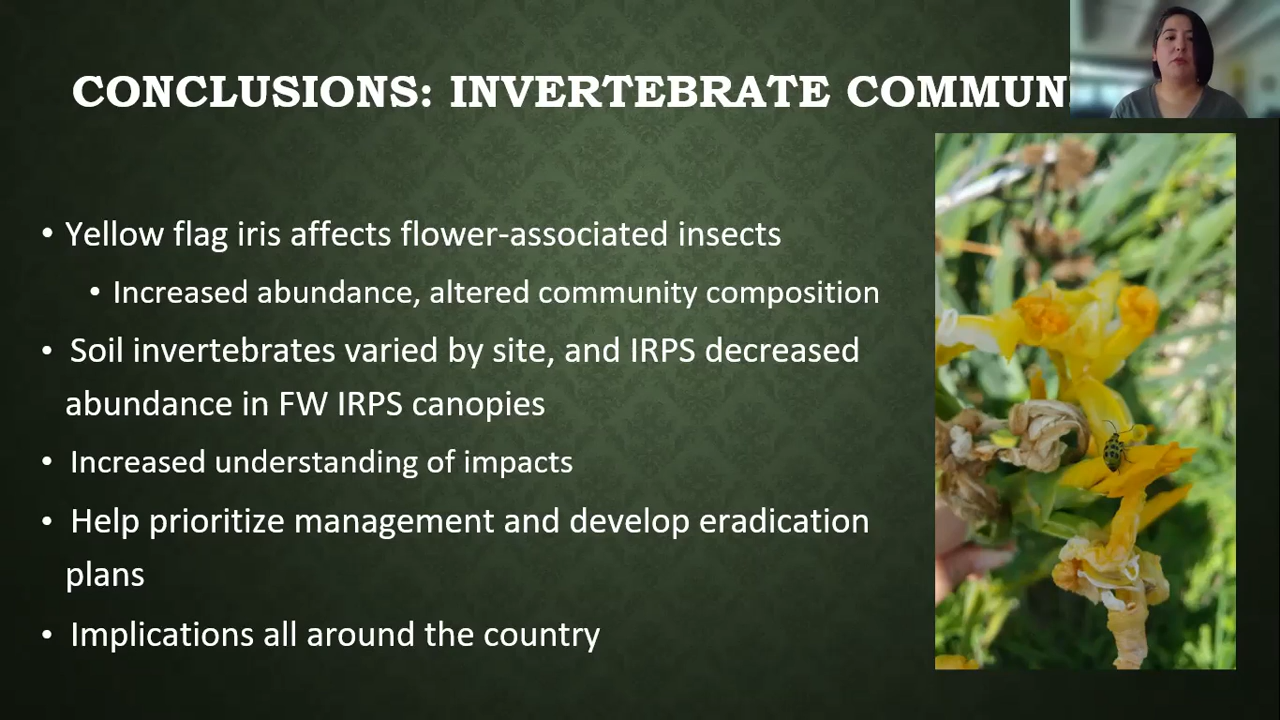 CONCLUSIONS: INVERTEBRATE
• Yellow flag iris affects flower-associated insects
• Increased abundance, altered community composition
• Soil invertebrates varied by site, and IRPS decreased
abundance in FW IRPS canopies
• Increased understanding of impacts
• Help prioritize management and develop eradication
plans
• Implications all around the country